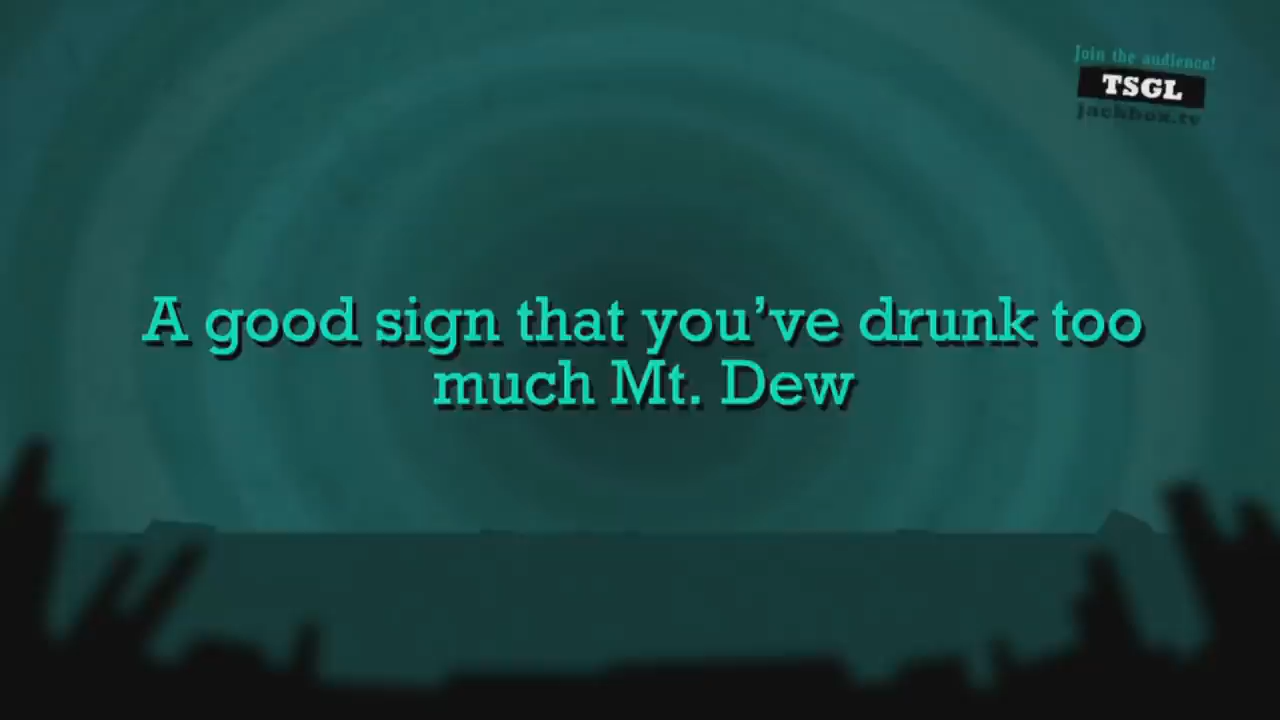 Join the audience!
TSGL
jackbox.tv
A good sign that you've drunk too
much Mt. Dew